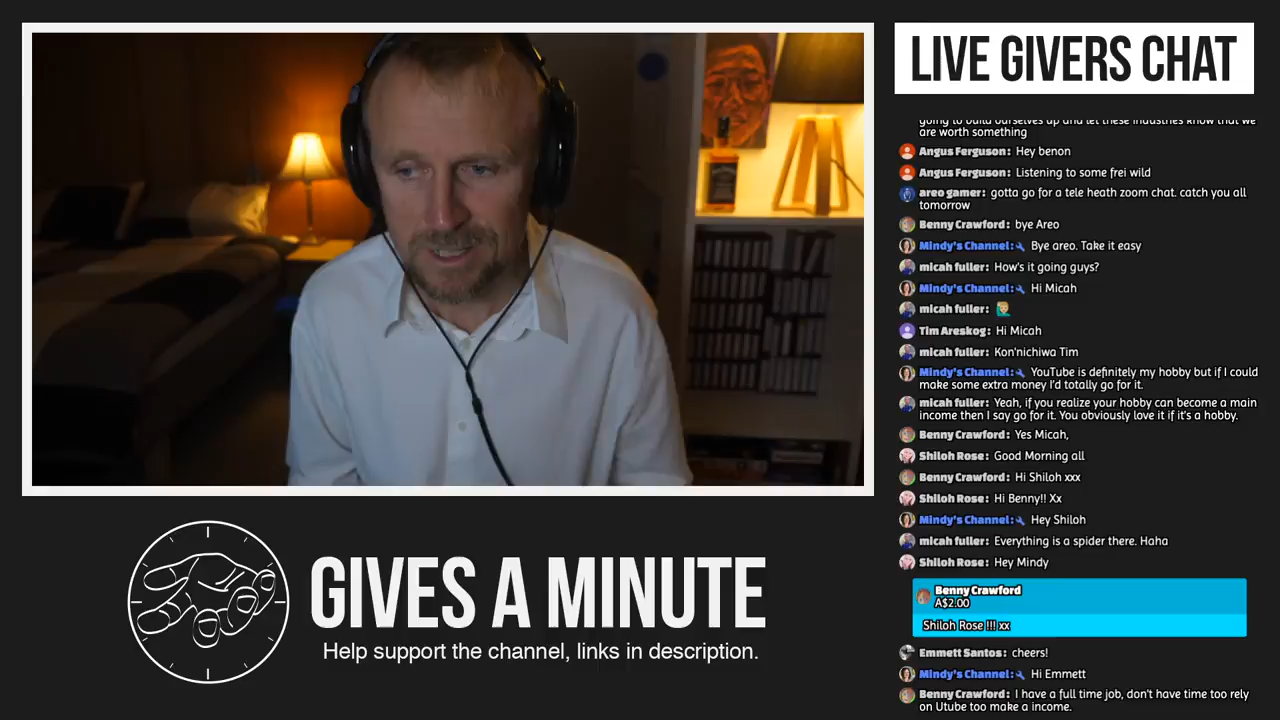 LIVE GIVERS CHAT
going to build ourselves up and let these industries know that we
are worth something
Angus Ferguson: Hey benon
Angus Ferguson: Listening to some frei wild
areo gamer: gotta go for a tele heath zoom chat. catch you all
tomorrow
Benny Crawford: bye Areo
Mindy's Channel: Bye areo. Take it easy
micah fuller: How's it going guys?
Mindy's Channel: Hi Micah
micah fuller: 🙋🏼‍♂️
Tim Areskog: Hi Micah
micah fuller: Kon'nichiwa Tim
Mindy's Channel: YouTube is definitely my hobby but if I could
make some extra money I'd totally go for it.
micah fuller: Yeah, if you realize your hobby can become a main
income then I say go for it. You obviously love it if it's a hobby.
Benny Crawford: Yes Micah,
Shiloh Rose: Good Morning all
Benny Crawford: Hi Shiloh xxx
Shiloh Rose: Hi Benny!! Xx
Mindy's Channel: Hey Shiloh
micah fuller: Everything is a spider there. Haha
Shiloh Rose: Hey Mindy
Benny Crawford
A$2.00
Shiloh Rose !!! xx
Emmett Santos: cheers!
Mindy's Channel: Hi Emmett
Benny Crawford: I have a full time job, don't have time too rely
on Utube too make a income.
GIVES A MINUTE
Help support the channel, links in description.